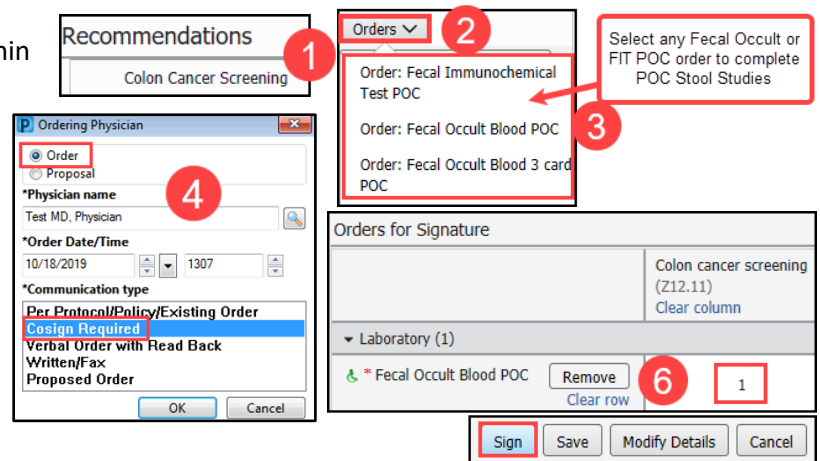 Recommendations
1
Colon Cancer Screening
Orders
2
Order: Fecal Immunochemical
Test POC
Order: Fecal Occult Blood POC
Order: Fecal Occult Blood 3 card
POC
3
Select any Fecal Occult or
FIT POC order to complete
POC Stool Studies
Ordering Physician
Order
Proposal
4
*Physician name
Test MD, Physician
*Order Date/Time
10/18/2019 1307
*Communication type
Per Protocol/Policy/Existing Order
Cosign Required
Verbal Order with Read Back
Written/Fax
Proposed Order
OK Cancel
Orders for Signature
Colon cancer screening
(Z12.11)
Clear column
Laboratory (1)
* Fecal Occult Blood POC Remove 6 1
Clear row
Sign Save Modify Details Cancel